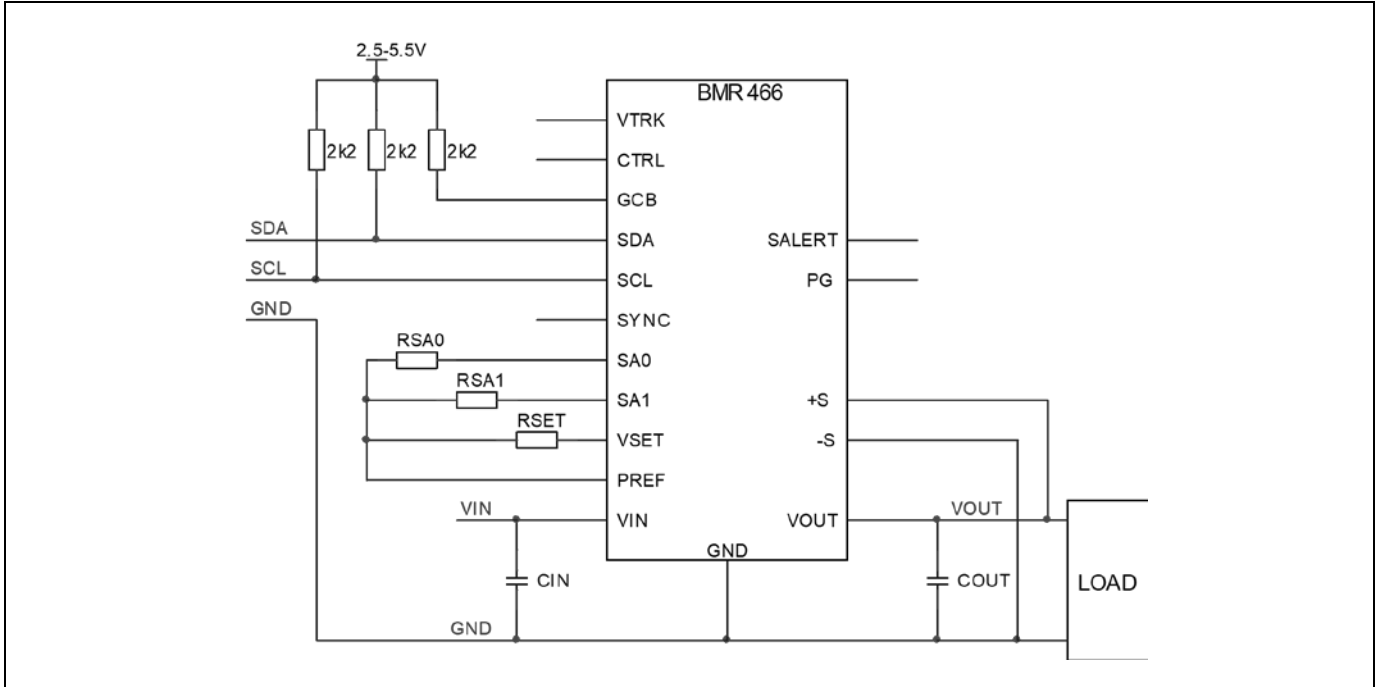 2.5-5.5V
BMR 466
VTRK
2k2 2k2 2k2
CTRL
GCB
SDA
SDA
SALERT
SCL
SCL
PG
GND
SYNC
RSA0
SA0
RSA1
SA1
+S
RSET
VSET
-S
PREF
VIN
VIN
VOUT
VOUT
GND
CIN
COUT
LOAD
GND